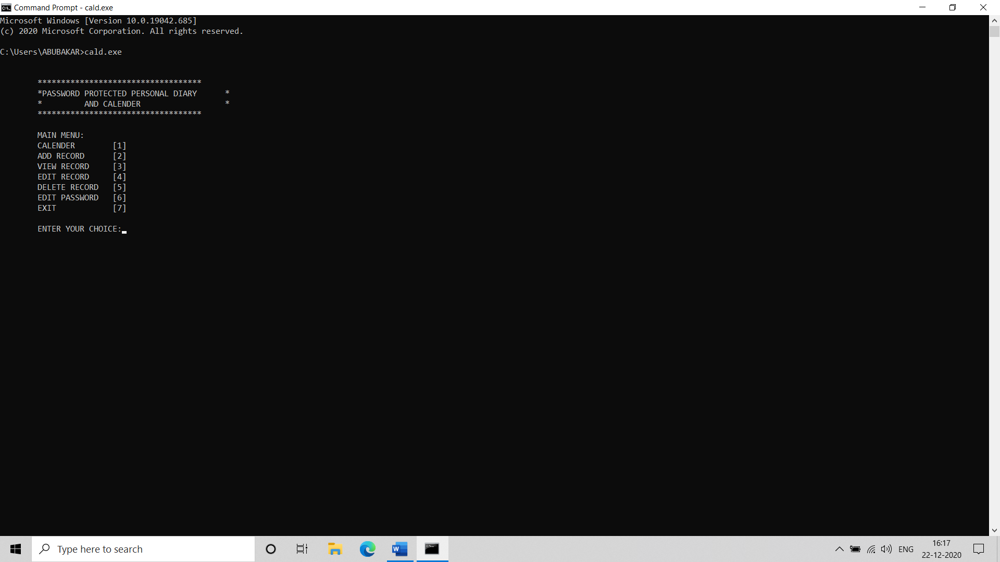 Command Prompt - cald.exe
Microsoft Windows [Version 10.0.19042.685]
(c) 2020 Microsoft Corporation. All rights reserved.
C:\Users\ABUBAKAR>cald.exe
***********************************
*PASSWORD PROTECTED PERSONAL DIARY      *
*         AND CALENDER                  *
***********************************
MAIN MENU:
CALENDER        [1]
ADD RECORD      [2]
VIEW RECORD     [3]
EDIT RECORD     [4]
DELETE RECORD   [5]
EDIT PASSWORD   [6]
EXIT            [7]
ENTER YOUR CHOICE:
Type here to search
ENG
16:17
22-12-2020